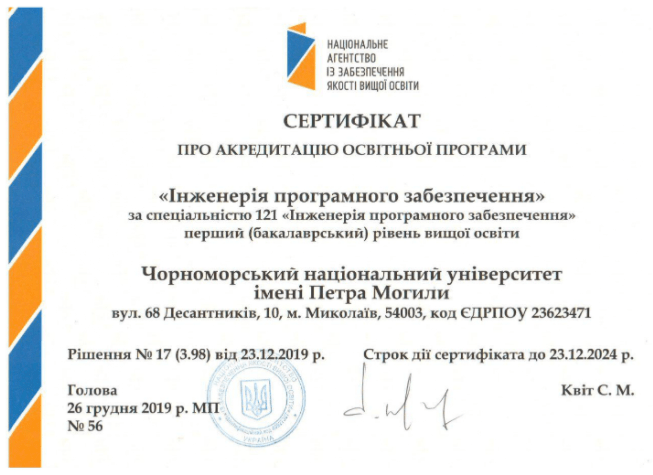 НАЦІОНАЛЬНЕ
АГЕНТСТВО
ІЗ ЗАБЕЗПЕЧЕННЯ
ЯКОСТІ ВИЩОЇ ОСВІТИ
СЕРТИФІКАТ
ПРО АКРЕДИТАЦІЮ ОСВІТНЬОЇ ПРОГРАМИ
«Інженерія програмного забезпечення»
за спеціальністю 121 «Інженерія програмного забезпечення»
перший (бакалаврський) рівень вищої освіти
Чорноморський національний університет
імені Петра Могили
вул. 68 Десантників, 10, м. Миколаїв, 54003, код ЄДРПОУ 23623471
Рішення № 17 (3.98) від 23.12.2019 р. Строк дії сертифіката до 23.12.2024 р.
Голова Квіт С. М.
26 грудня 2019 р. МП
№ 56
УКРАЇНА